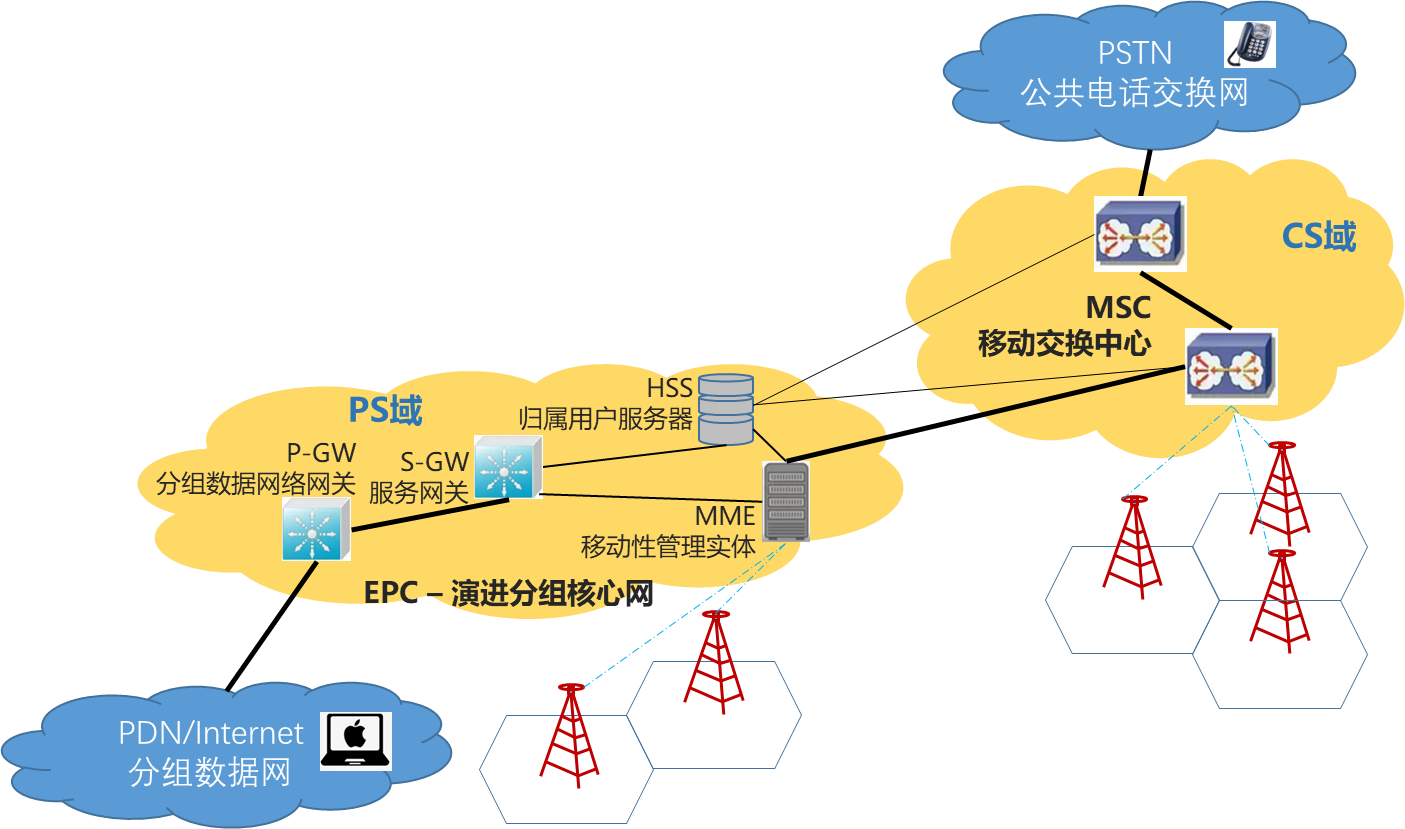 PSTN
公共电话交换网
CS域
MSC
移动交换中心
HSS
归属用户服务器
PS域
P-GW
分组数据网络网关
S-GW
服务网关
MME
移动性管理实体
EPC – 演进分组核心网
PDN/Internet
分组数据网